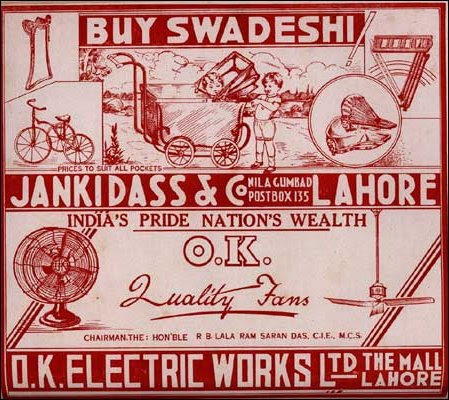 BUY SWADESHI
PRICES TO SUIT ALL POCKETS
JANKIDASS & Co NILA GUMBAD POSTBOX 135 LAHORE
INDIA'S PRIDE NATION'S WEALTH
O.K.
Quality Fans
CHAIRMAN.THE: HON'BLE R B. LALA RAM SARAN DAS, C.I.E., M.C.S.
O.K. ELECTRIC WORKS LTD THE MALL LAHORE